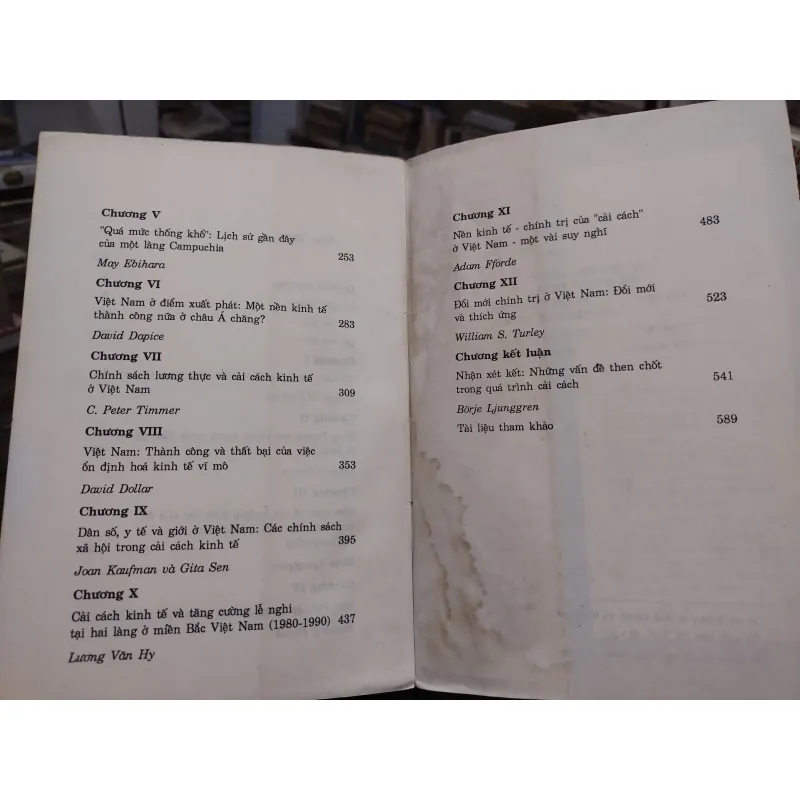 Chương V
"Quá mức thống khổ": Lịch sử gần đây
của một làng Campuchia 253
May Ebihara
Chương VI
Việt Nam ở điểm xuất phát: Một nền kinh tế
thành công nữa ở châu Á chăng? 283
David Dapice
Chương VII
Chính sách lương thực và cải cách kinh tế
ở Việt Nam 309
C. Peter Timmer
Chương VIII
Việt Nam: Thành công và thất bại của việc
ổn định hoá kinh tế vĩ mô 353
David Dollar
Chương IX
Dân số, y tế và giới ở Việt Nam: Các chính sách
xã hội trong cải cách kinh tế 395
Joan Kaufman và Gita Sen
Chương X
Cải cách kinh tế và tăng cường lễ nghi
tại hai làng ở miền Bắc Việt Nam (1980-1990) 437
Lương Văn Hy
Chương XI
Nền kinh tế - chính trị của "cải cách" 483
ở Việt Nam - một vài suy nghĩ
Adam Fforde
Chương XII
Đổi mới chính trị ở Việt Nam: Đổi mới 523
và thích ứng
William S. Turley
Chương kết luận
Nhận xét kết: Những vấn đề then chốt
trong quá trình cải cách 541
Börje Ljunggren
Tài liệu tham khảo 589